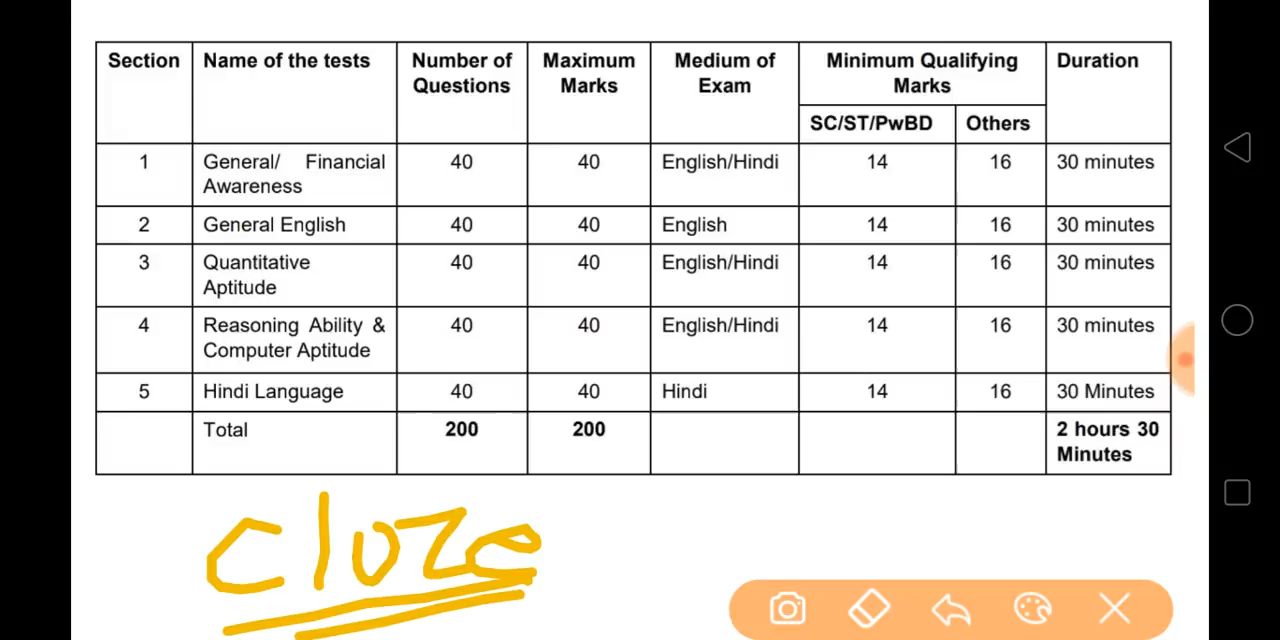 Section Name of the tests Number of Questions Maximum Marks Medium of Exam Minimum Qualifying Marks Duration
SC/ST/PwBD Others
1 General/ Financial Awareness 40 40 English/Hindi 14 16 30 minutes
2 General English 40 40 English 14 16 30 minutes
3 Quantitative Aptitude 40 40 English/Hindi 14 16 30 minutes
4 Reasoning Ability & Computer Aptitude 40 40 English/Hindi 14 16 30 minutes
5 Hindi Language 40 40 Hindi 14 16 30 Minutes
Total 200 200 2 hours 30 Minutes
cloze